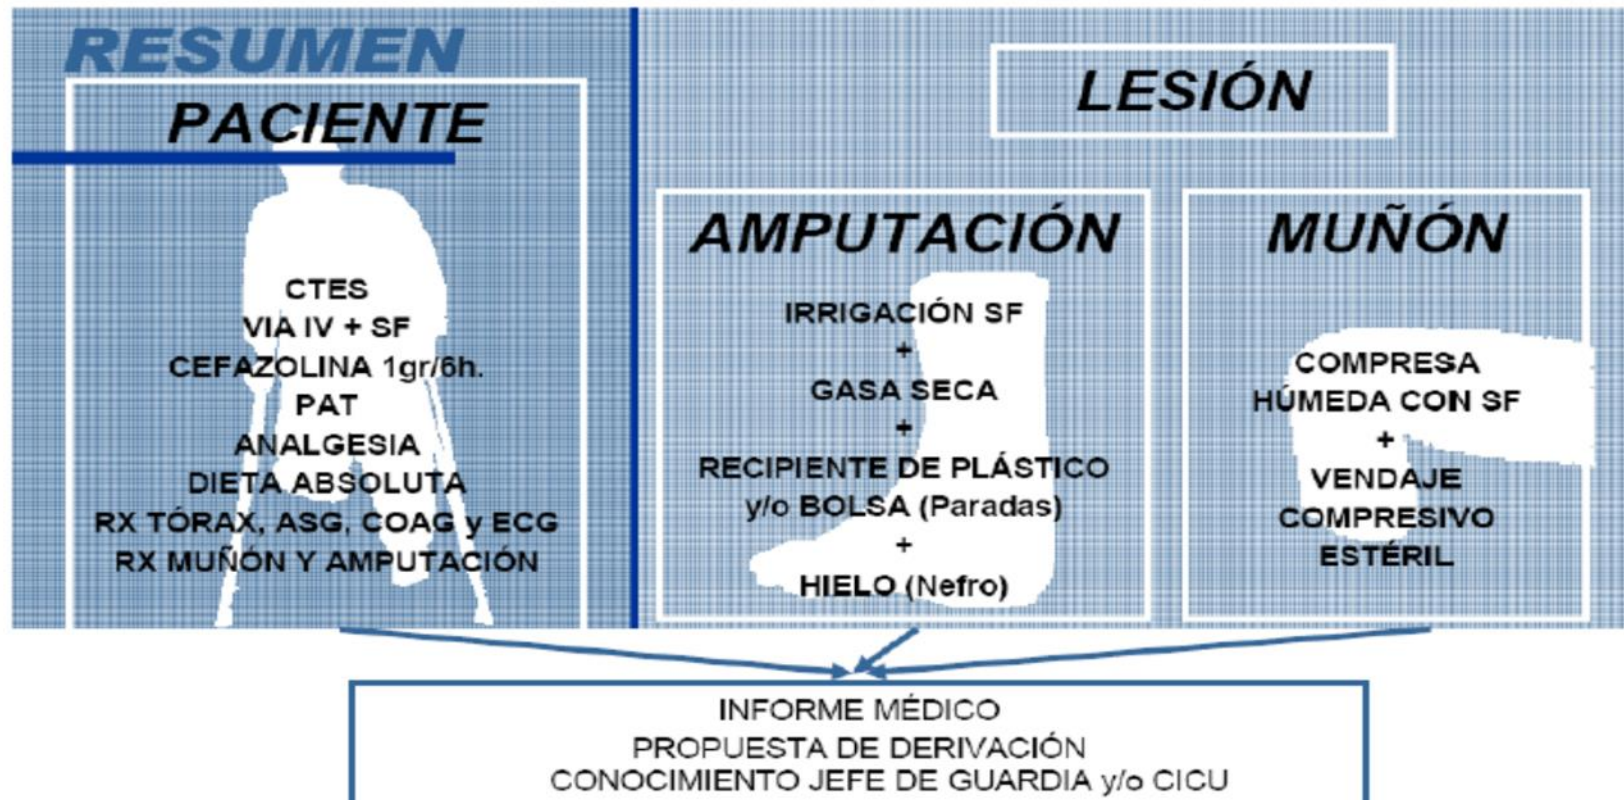 RESUMEN
PACIENTE
CTES
VIA IV + SF
CEFAZOLINA 1gr/6h.
PAT
ANALGESIA
DIETA ABSOLUTA
RX TÓRAX, ASG, COAG y ECG
RX MUÑÓN Y AMPUTACIÓN
LESIÓN
AMPUTACIÓN
IRRIGACIÓN SF
+
GASA SECA
+
RECIPIENTE DE PLÁSTICO
y/o BOLSA (Paradas)
+
HIELO (Nefro)
MUÑÓN
COMPRESA
HÚMEDA CON SF
+
VENDAJE
COMPRESIVO
ESTÉRIL
INFORME MÉDICO
PROPUESTA DE DERIVACIÓN
CONOCIMIENTO JEFE DE GUARDIA y/o CICU